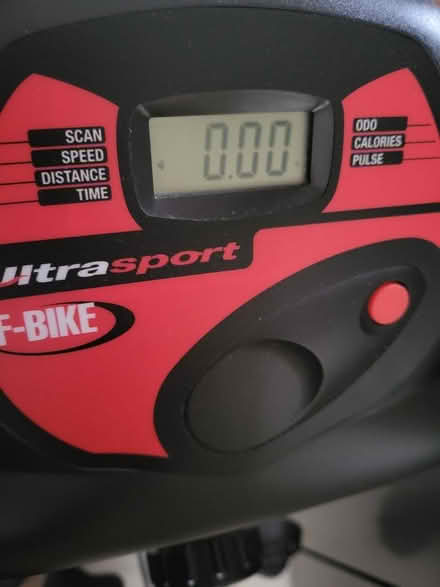 SCAN
SPEED
DISTANCE
TIME
0.00
ODO
CALORIES
PULSE
Ultrasport
F-BIKE